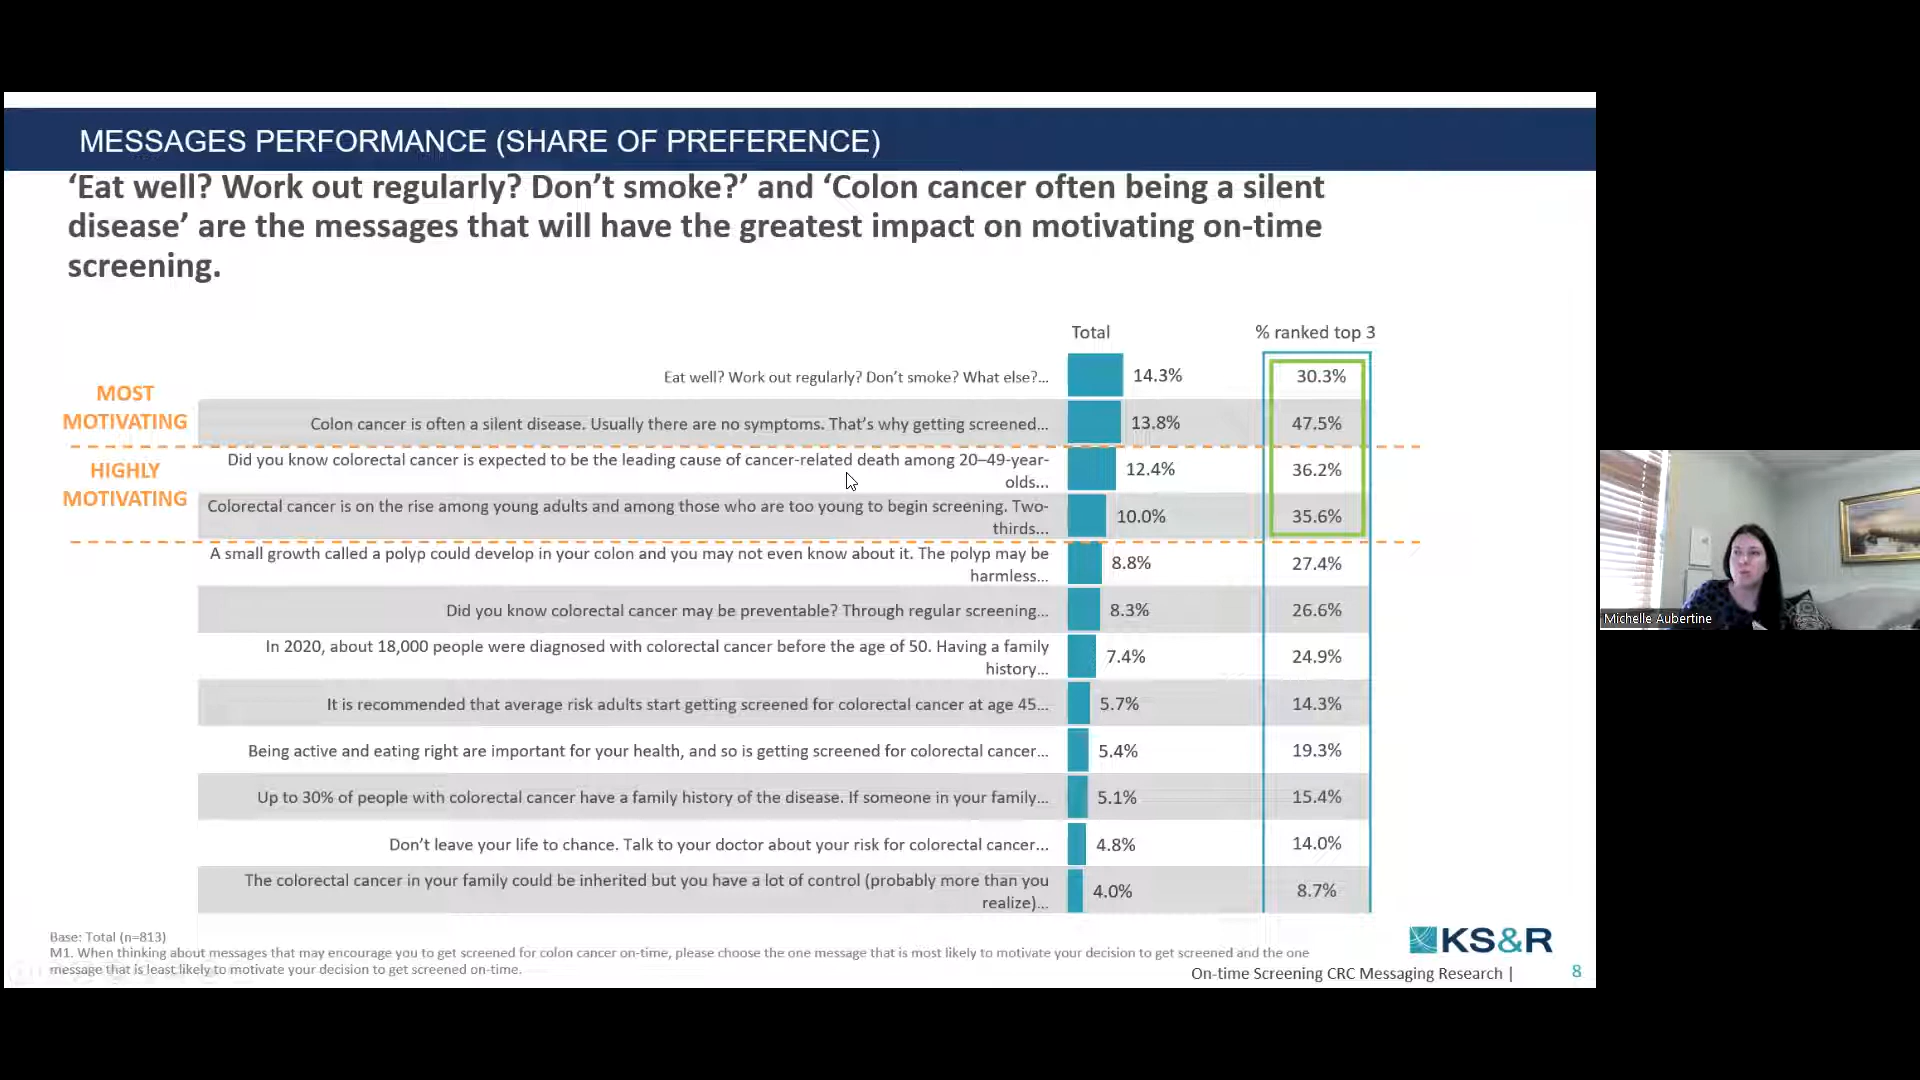 MESSAGES PERFORMANCE (SHARE OF PREFERENCE)
‘Eat well? Work out regularly? Don’t smoke?’ and ‘Colon cancer often being a silent
disease’ are the messages that will have the greatest impact on motivating on-time
screening.
Total
% ranked top 3
MOST
MOTIVATING
HIGHLY
MOTIVATING
Eat well? Work out regularly? Don’t smoke? What else?... 14.3% 30.3%
Colon cancer is often a silent disease. Usually there are no symptoms. That’s why getting screened... 13.8% 47.5%
Did you know colorectal cancer is expected to be the leading cause of cancer-related death among 20–49-year-
olds... 12.4% 36.2%
Colorectal cancer is on the rise among young adults and among those who are too young to begin screening. Two-
thirds... 10.0% 35.6%
A small growth called a polyp could develop in your colon and you may not even know about it. The polyp may be
harmless... 8.8% 27.4%
Did you know colorectal cancer may be preventable? Through regular screening... 8.3% 26.6%
In 2020, about 18,000 people were diagnosed with colorectal cancer before the age of 50. Having a family
history... 7.4% 24.9%
It is recommended that average risk adults start getting screened for colorectal cancer at age 45... 5.7% 14.3%
Being active and eating right are important for your health, and so is getting screened for colorectal cancer... 5.4% 19.3%
Up to 30% of people with colorectal cancer have a family history of the disease. If someone in your family... 5.1% 15.4%
Don’t leave your life to chance. Talk to your doctor about your risk for colorectal cancer... 4.8% 14.0%
The colorectal cancer in your family could be inherited but you have a lot of control (probably more than you
realize)... 4.0% 8.7%
Base: Total (n=813)
M1. When thinking about messages that may encourage you to get screened for colon cancer on-time, please choose the one message that is most likely to motivate your decision to get screened and the one
message that is least likely to motivate your decision to get screened on-time.
KS&R
On-time Screening CRC Messaging Research |
8
Michelle Aubertine